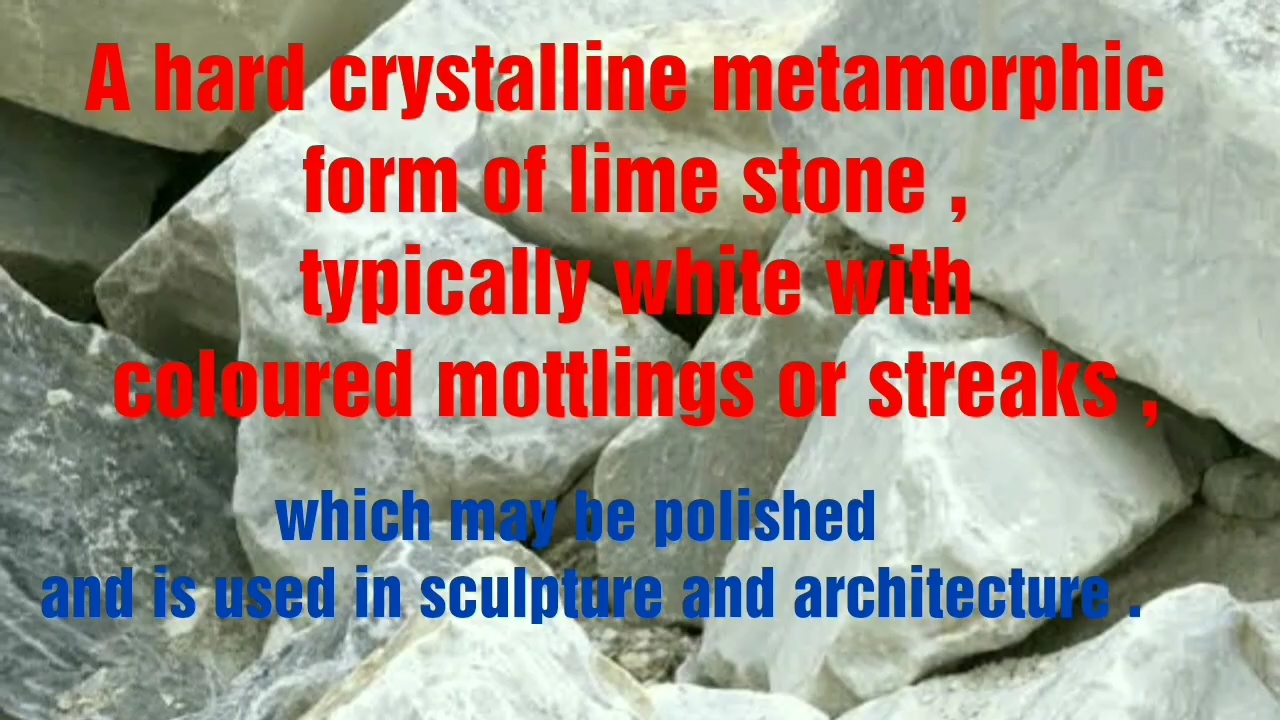 A hard crystalline metamorphic
form of lime stone ,
typically white with
coloured mottlings or streaks ,
which may be polished
and is used in sculpture and architecture .